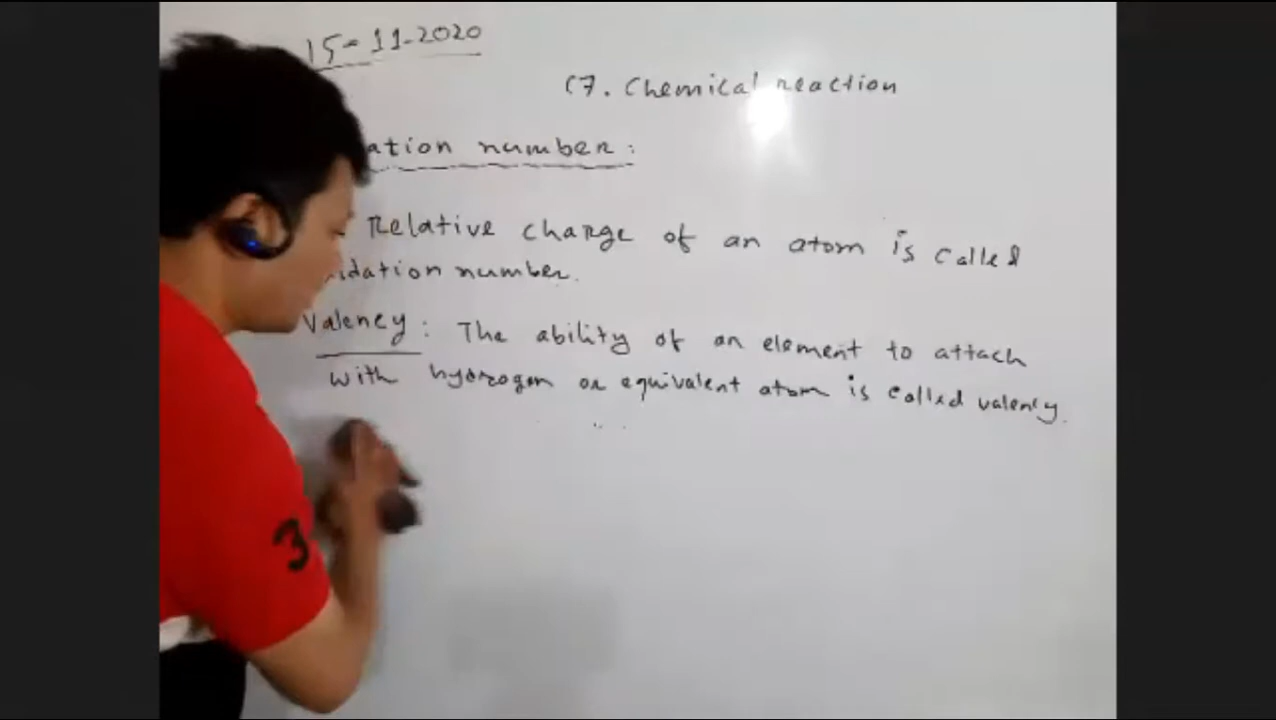 15-11-2020
C7. Chemical reaction
ation number:
Relative charge of an atom is called
idation number.
Valency: The ability of an element to attach
with hydrogen or equivalent atom is called valency.
3